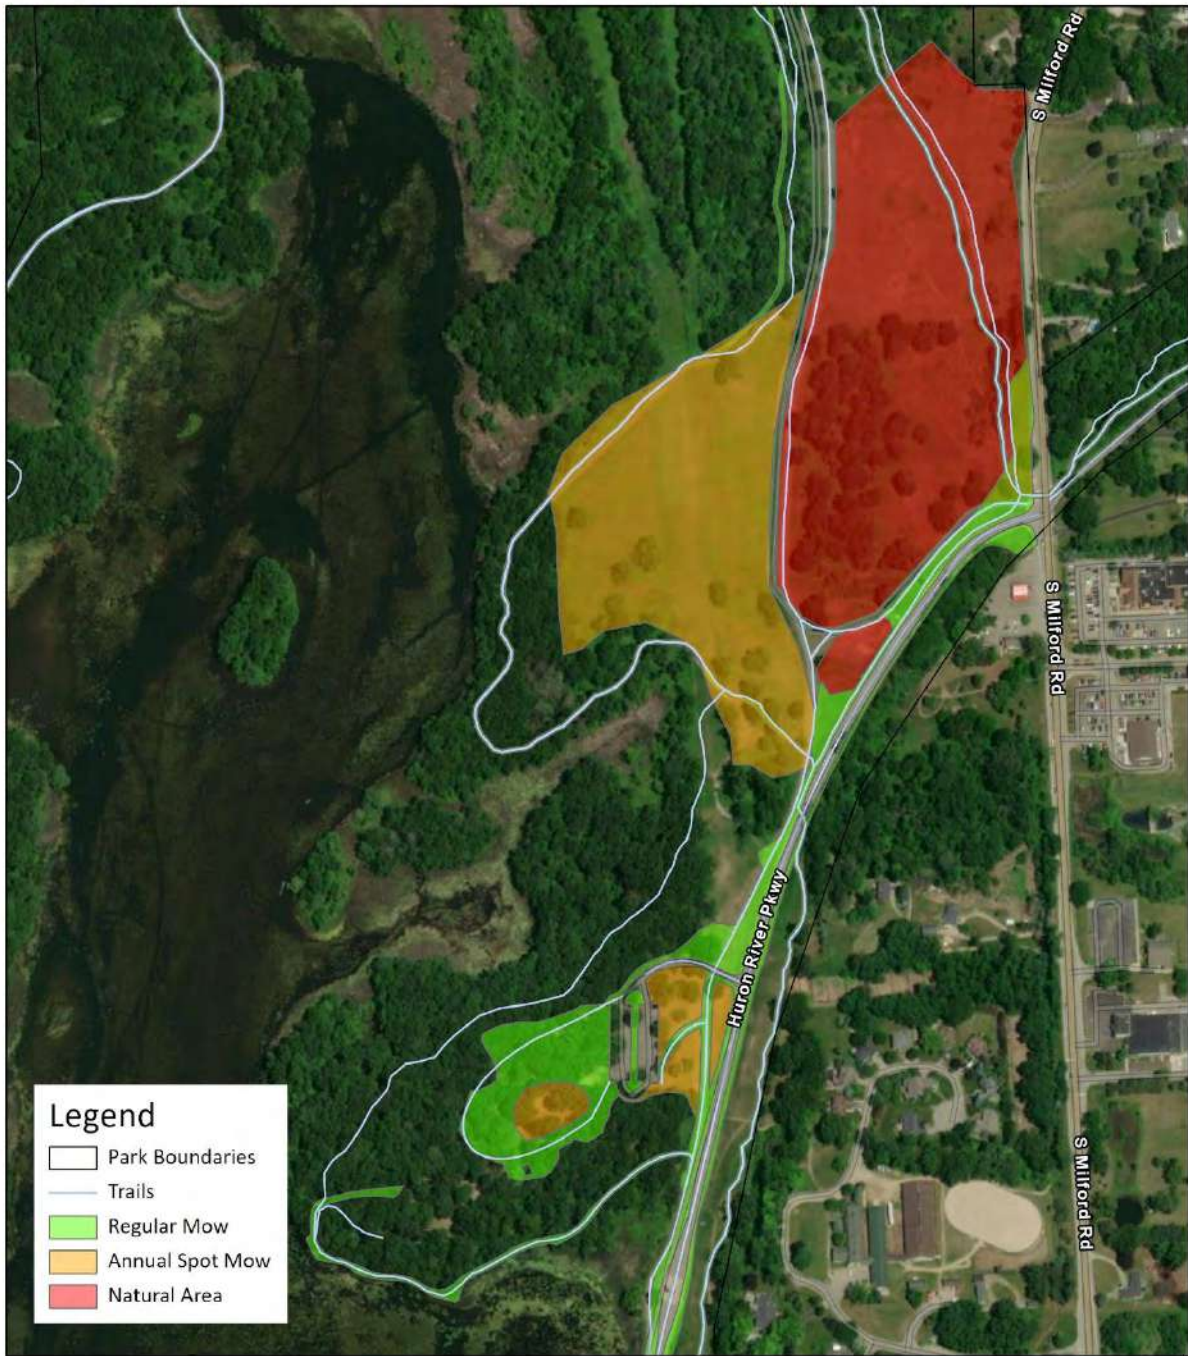 S Milford Rd
S Milford Rd
Huron River Pkwy
S Milford Rd
Legend
Park Boundaries
Trails
Regular Mow
Annual Spot Mow
Natural Area